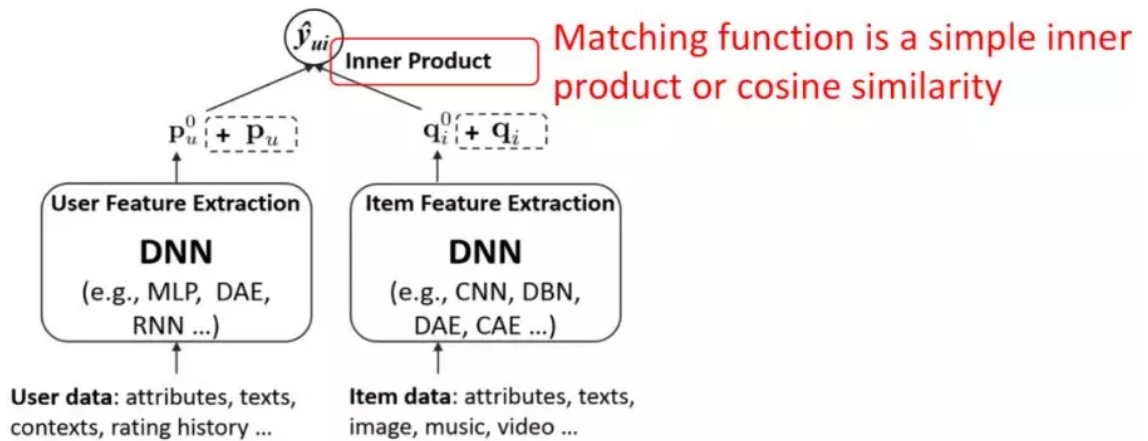 ŷui
Inner Product
Matching function is a simple inner
product or cosine similarity
p⁰u + pu
q⁰i + qi
User Feature Extraction
DNN
(e.g., MLP, DAE,
RNN ...)
Item Feature Extraction
DNN
(e.g., CNN, DBN,
DAE, CAE ...)
User data: attributes, texts,
contexts, rating history ...
Item data: attributes, texts,
image, music, video ...